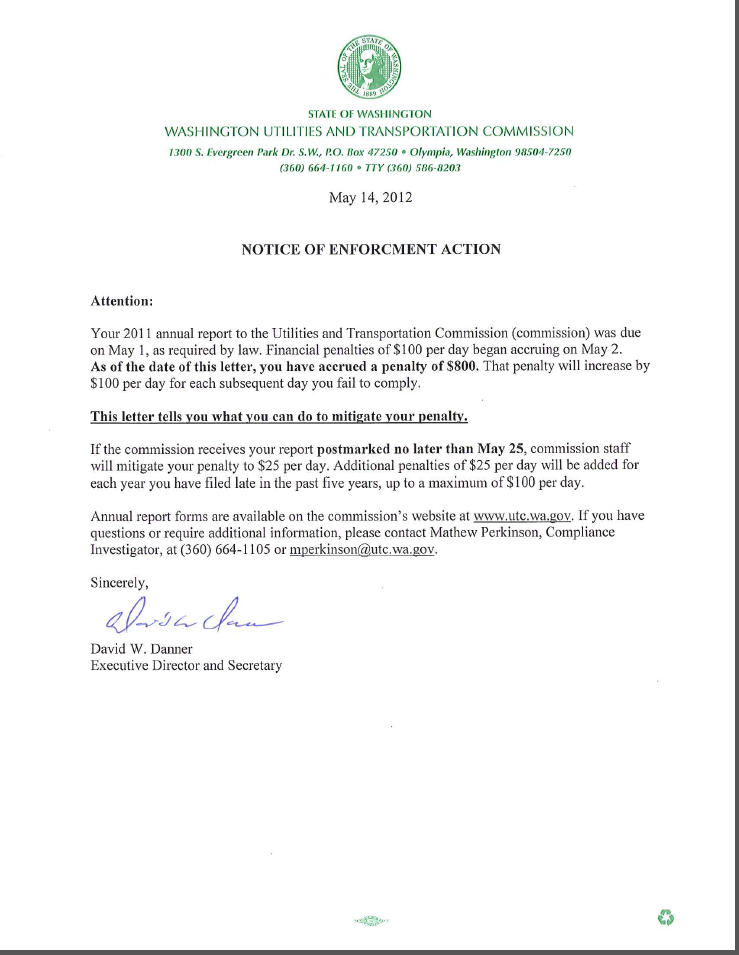 THE SEAL OF THE STATE OF WASHINGTON
1889
STATE OF WASHINGTON
WASHINGTON UTILITIES AND TRANSPORTATION COMMISSION
1300 S. Evergreen Park Dr. S.W., P.O. Box 47250 • Olympia, Washington 98504-7250
(360) 664-1160 • TTY (360) 586-8203
May 14, 2012
NOTICE OF ENFORCMENT ACTION
Attention:
Your 2011 annual report to the Utilities and Transportation Commission (commission) was due
on May 1, as required by law. Financial penalties of $100 per day began accruing on May 2.
As of the date of this letter, you have accrued a penalty of $800. That penalty will increase by
$100 per day for each subsequent day you fail to comply.
This letter tells you what you can do to mitigate your penalty.
If the commission receives your report postmarked no later than May 25, commission staff
will mitigate your penalty to $25 per day. Additional penalties of $25 per day will be added for
each year you have filed late in the past five years, up to a maximum of $100 per day.
Annual report forms are available on the commission's website at www.utc.wa.gov. If you have
questions or require additional information, please contact Mathew Perkinson, Compliance
Investigator, at (360) 664-1105 or mperkinson@utc.wa.gov.
Sincerely,
David W. Danner
Executive Director and Secretary